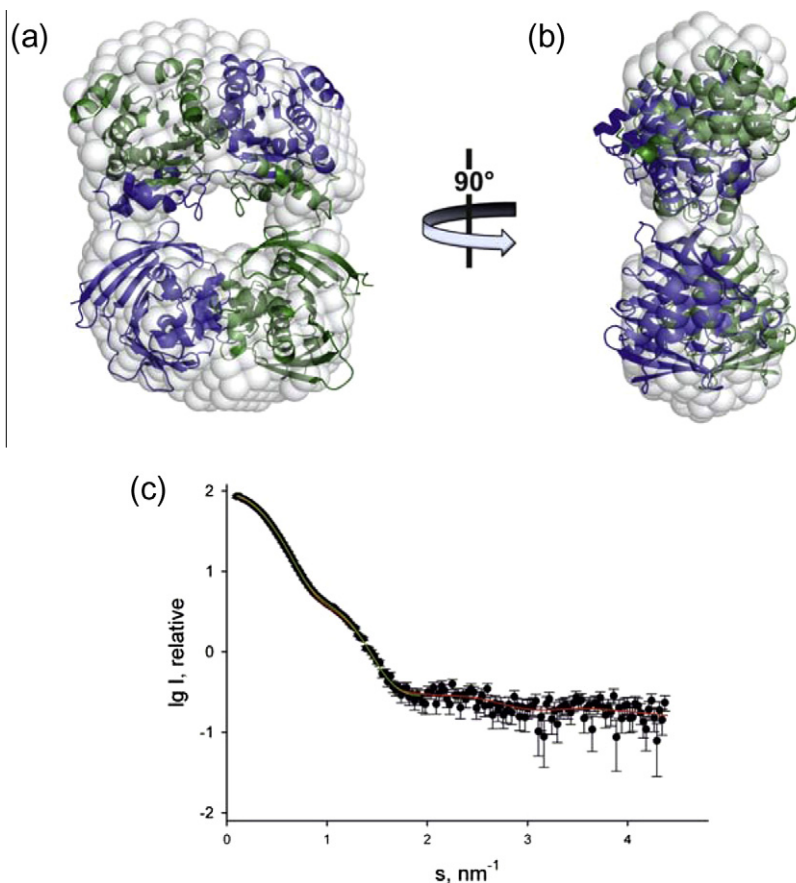 (a)
(b)
90°
(c)
lg I, relative
2
1
0
-1
-2
0 1 2 3 4
s, nm⁻¹